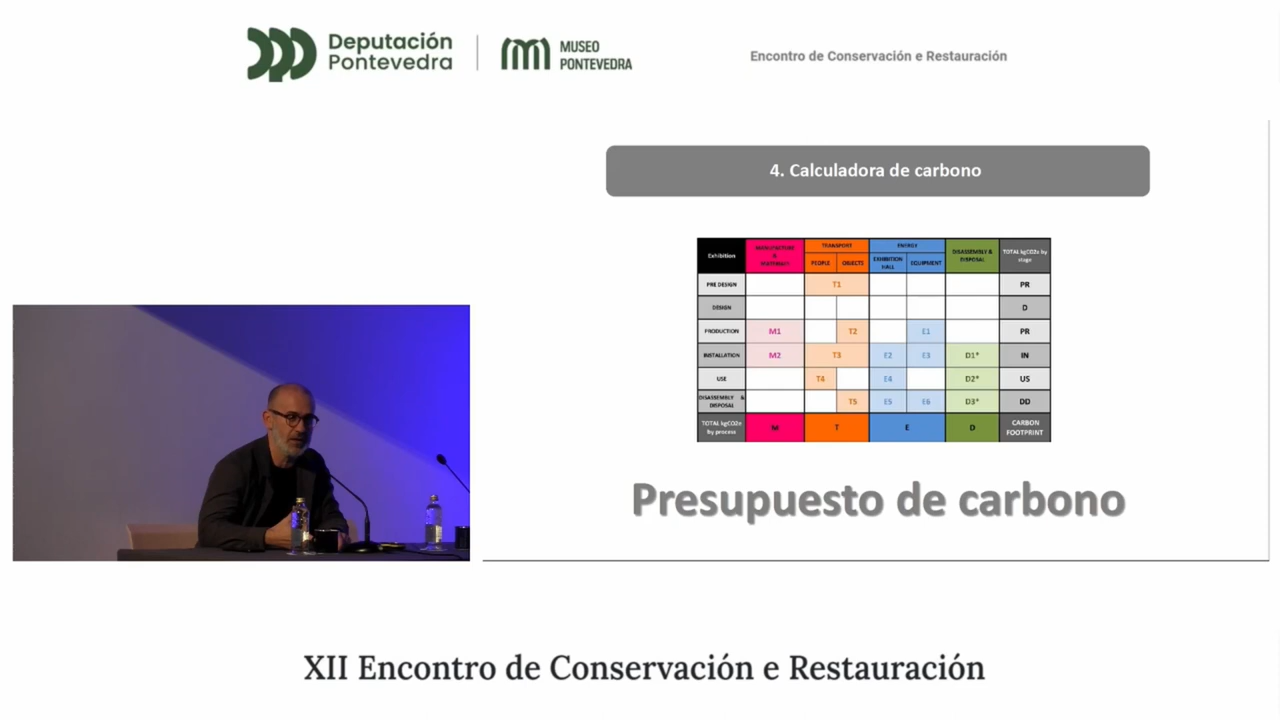 Deputación
Pontevedra
MUSEO
PONTEVEDRA
Encontro de Conservación e Restauración
4. Calculadora de carbono
Exhibition
MANUFACTURE
&
MATERIALS
TRANSPORT
ENERGY
DISASSEMBLY &
DISPOSAL
TOTAL kgCO2e by
stage
PEOPLE
OBJECTS
EXHIBITION
HALL
EQUIPMENT
PRE DESIGN
T1
PR
DESIGN
D
PRODUCTION
M1
T2
E1
PR
INSTALLATION
M2
T3
E2
E3
D1*
IN
USE
T4
E4
D2*
US
DISASSEMBLY &
DISPOSAL
T5
E5
E6
D3*
DD
TOTAL kgCO2e
by process
M
T
E
D
CARBON
FOOTPRINT
Presupuesto de carbono
XII Encontro de Conservación e Restauración